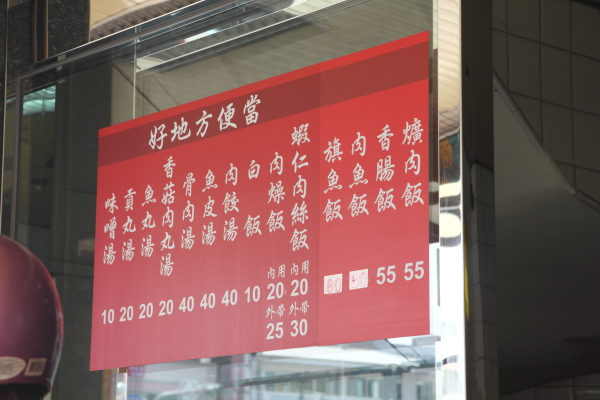 好地方便當
爌肉飯
55
香腸飯
55
肉魚飯
旗魚飯
蝦仁肉絲飯
內用
20
外帶
30
肉燥飯
內用
20
外帶
25
白飯
10
肉餃湯
40
魚皮湯
40
骨肉湯
40
香菇肉丸湯
20
魚丸湯
20
貢丸湯
20
味噌湯
10